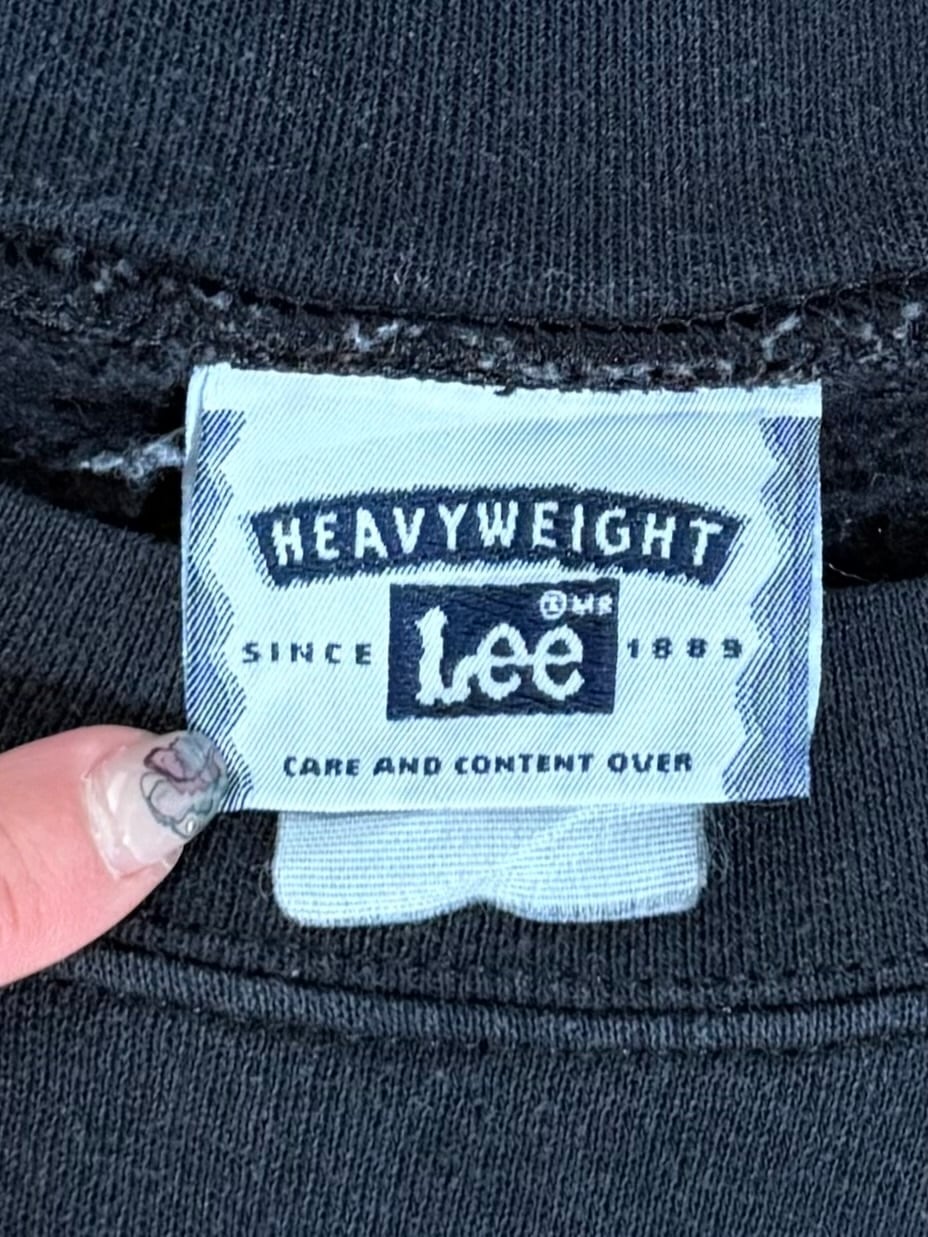 HEAVYWEIGHT
® MR
SINCE Lee 1889
CARE AND CONTENT OVER